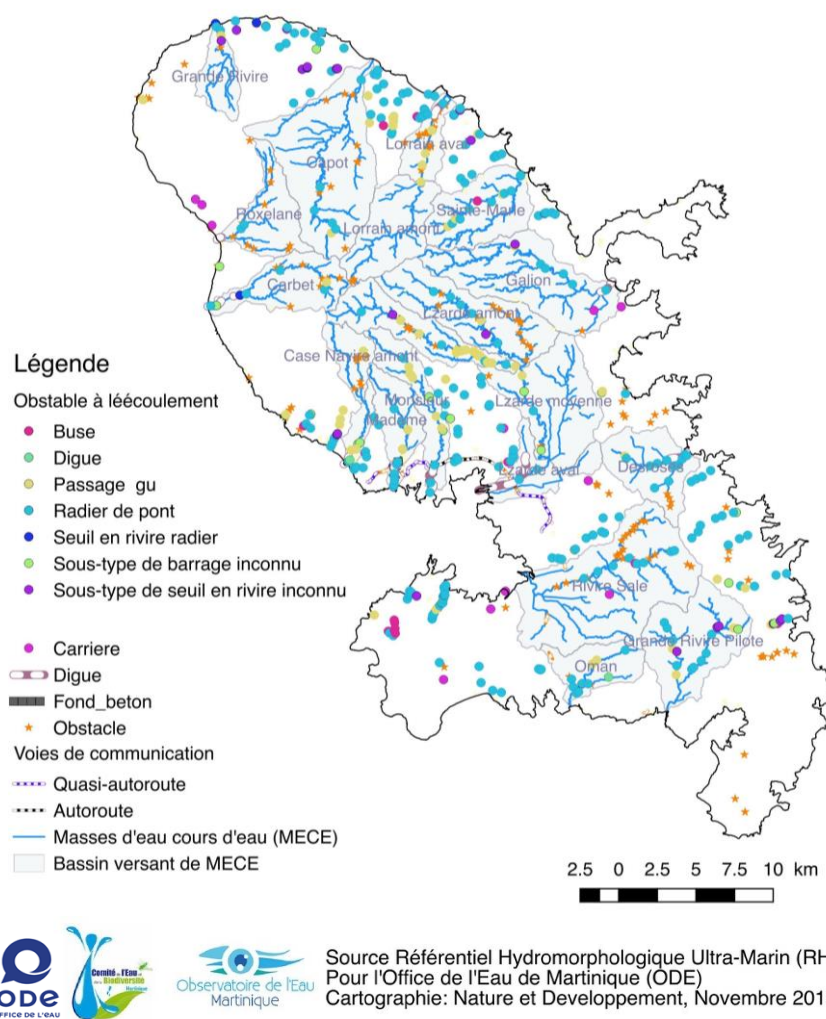 Grande Rivire
Capot
Lorrain aval
Roxelane
Lorrain amont
Sainte-Marie
Carbet
Galion
Lzarde amont
Case Navire amont
Monsieur
Madame
Lzarde moyenne
Lzarde aval
Desroses
Rivire Sale
Grande Rivire Pilote
Oman
Légende
Obstable à léécoulement
Buse
Digue
Passage gu
Radier de pont
Seuil en rivire radier
Sous-type de barrage inconnu
Sous-type de seuil en rivire inconnu
Carriere
Digue
Fond_beton
Obstacle
Voies de communication
Quasi-autoroute
Autoroute
Masses d'eau cours d'eau (MECE)
Bassin versant de MECE
2.5 0 2.5 5 7.5 10 km
ODE
OFFICE DE L'EAU
Comité de l'Eau
Biodiversité
Martinique
Observatoire de l'Eau
Martinique
Source Référentiel Hydromorphologique Ultra-Marin (RH
Pour l'Office de l'Eau de Martinique (ODE)
Cartographie: Nature et Developpement, Novembre 201